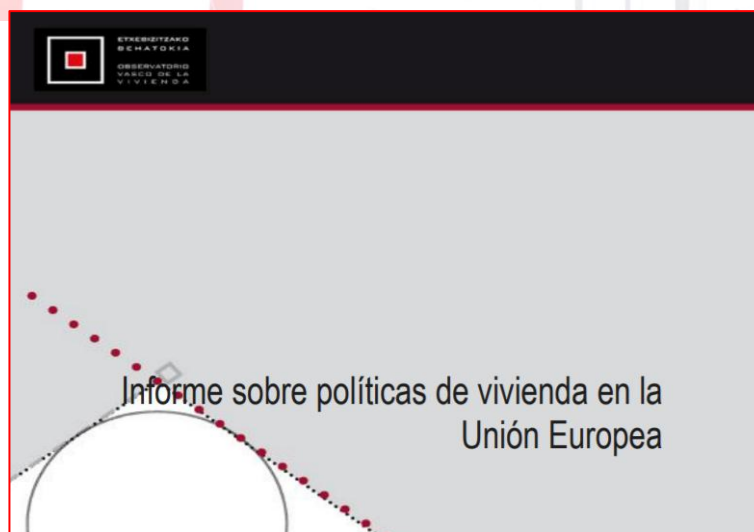 ETXEBIZITZAKO
BEHATOKIA
OBSERVATORIO
VASCO DE LA
VIVIENDA
Informe sobre políticas de vivienda en la
Unión Europea